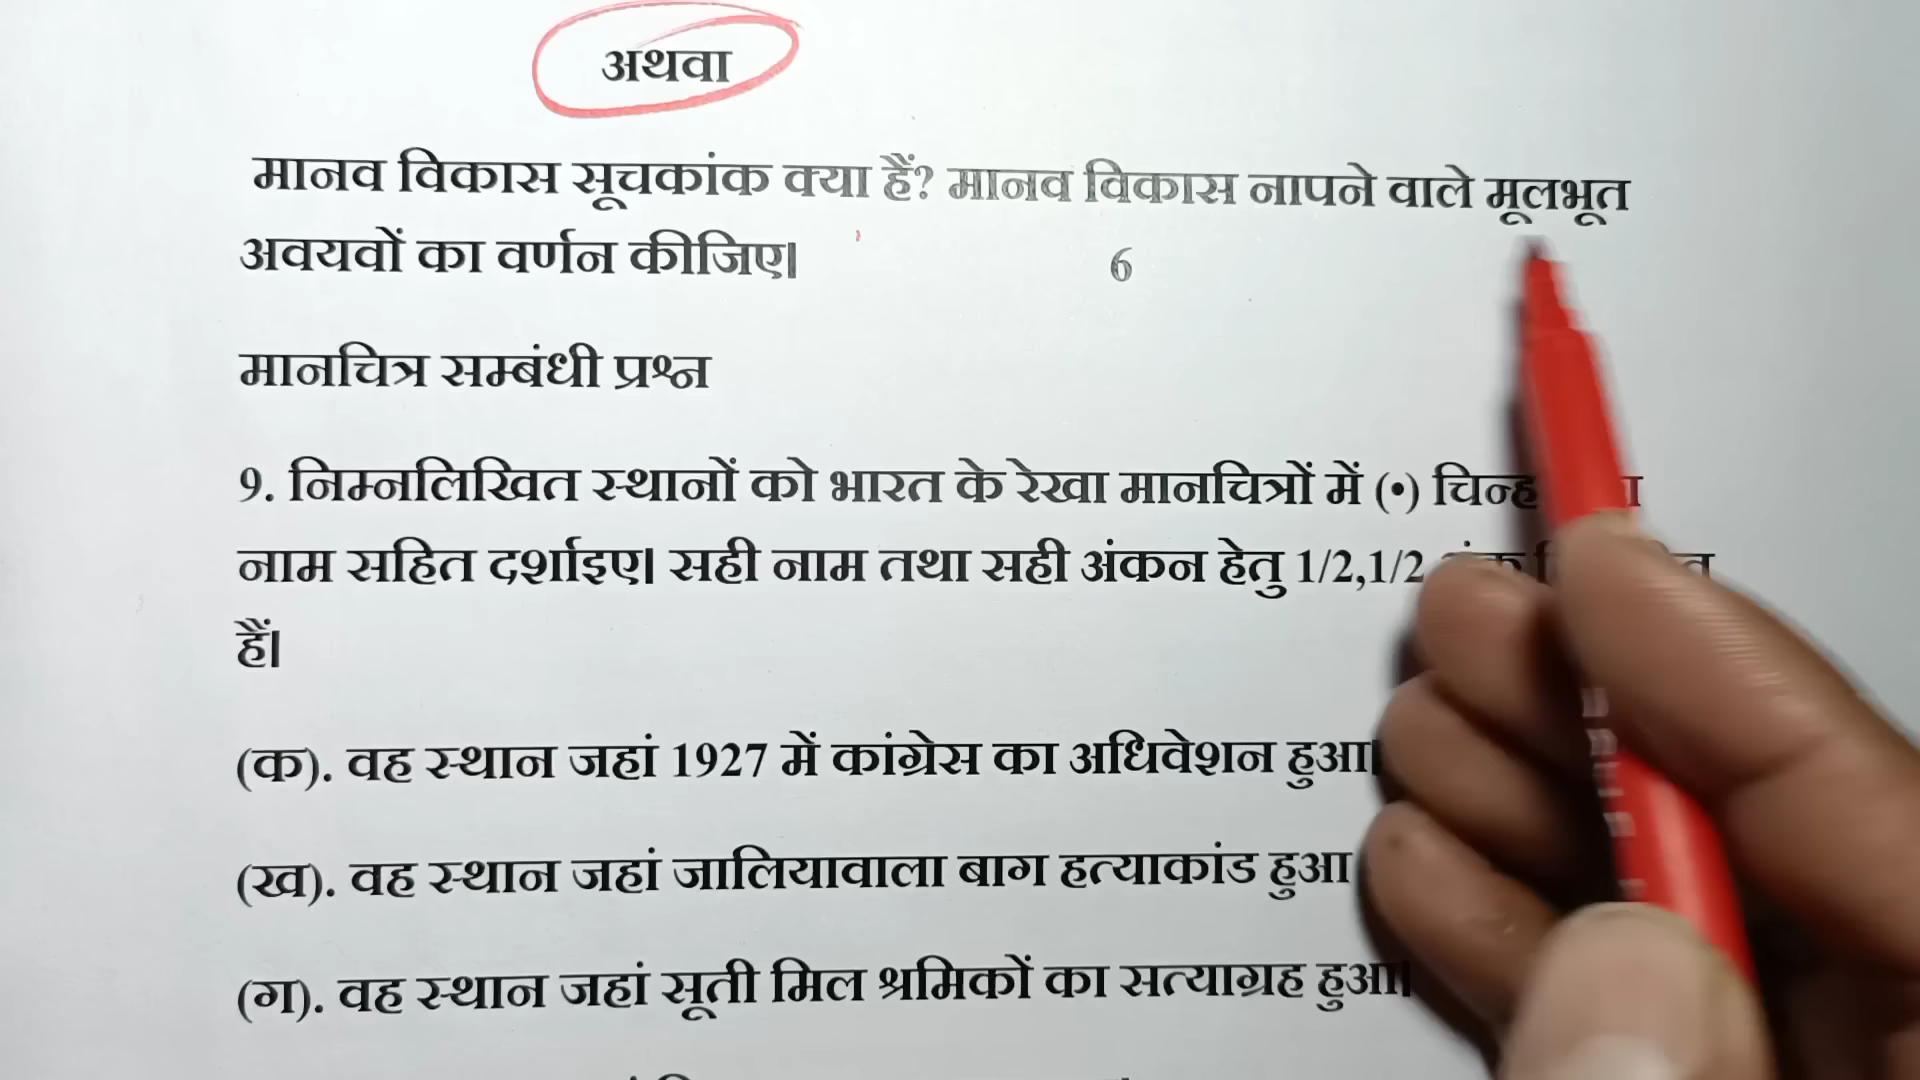 अथवा
मानव विकास सूचकांक क्या हैं? मानव विकास नापने वाले मूलभूत
अवयवों का वर्णन कीजिए।
6
मानचित्र सम्बंधी प्रश्न
9. निम्नलिखित स्थानों को भारत के रेखा मानचित्रों में (•) चिन्ह
नाम सहित दर्शाइए। सही नाम तथा सही अंकन हेतु 1/2,1/2
हैं।
(क). वह स्थान जहां 1927 में कांग्रेस का अधिवेशन हुआ।
(ख). वह स्थान जहां जालियावाला बाग हत्याकांड हुआ
(ग). वह स्थान जहां सूती मिल श्रमिकों का सत्याग्रह हुआ।